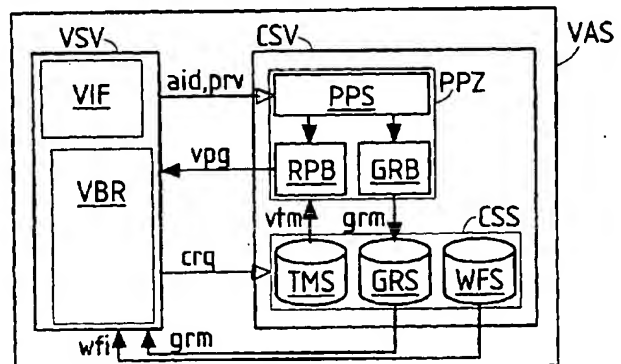 VSV
CSV
VAS
VIF
aid,prv
PPS
PPZ
vpg
RPB
GRB
VBR
vtm
grm
CSS
crq
TMS
GRS
WFS
wfi
grm